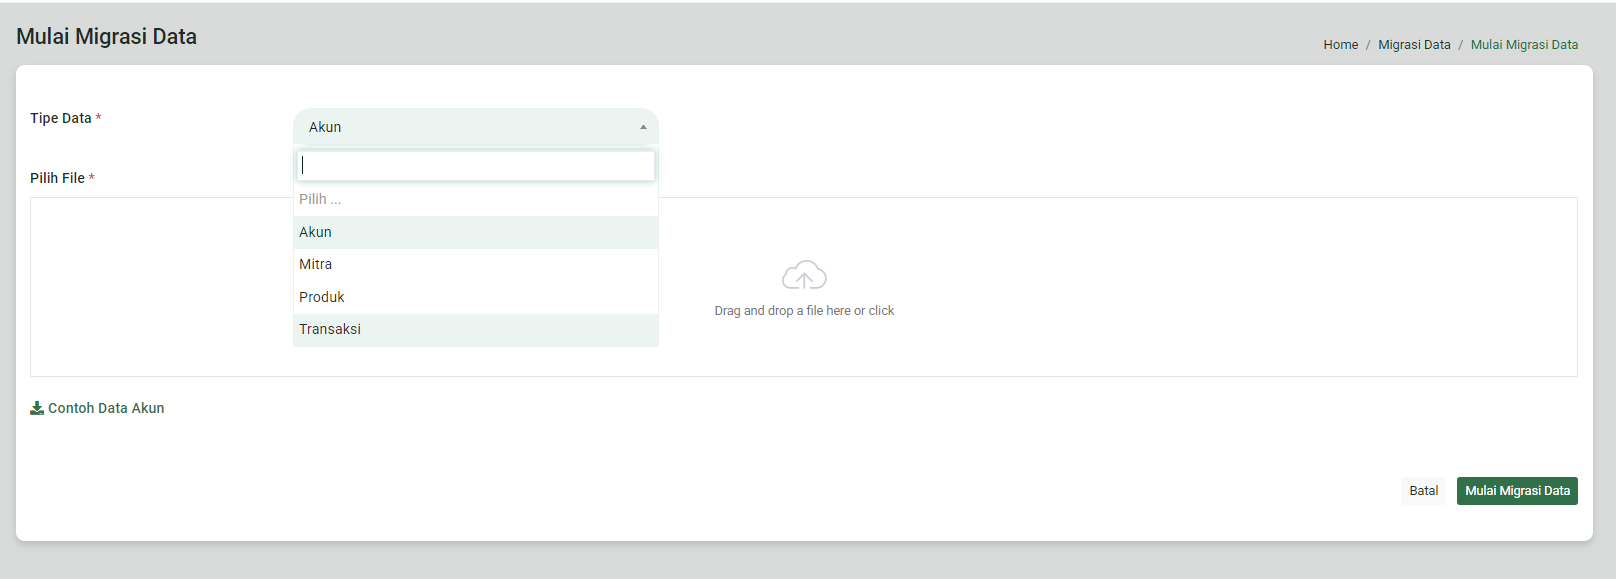 Mulai Migrasi Data
Home / Migrasi Data / Mulai Migrasi Data
Tipe Data *
Akun
Pilih File *
Pilih ...
Akun
Mitra
Produk
Transaksi
Drag and drop a file here or click
Contoh Data Akun
Batal
Mulai Migrasi Data